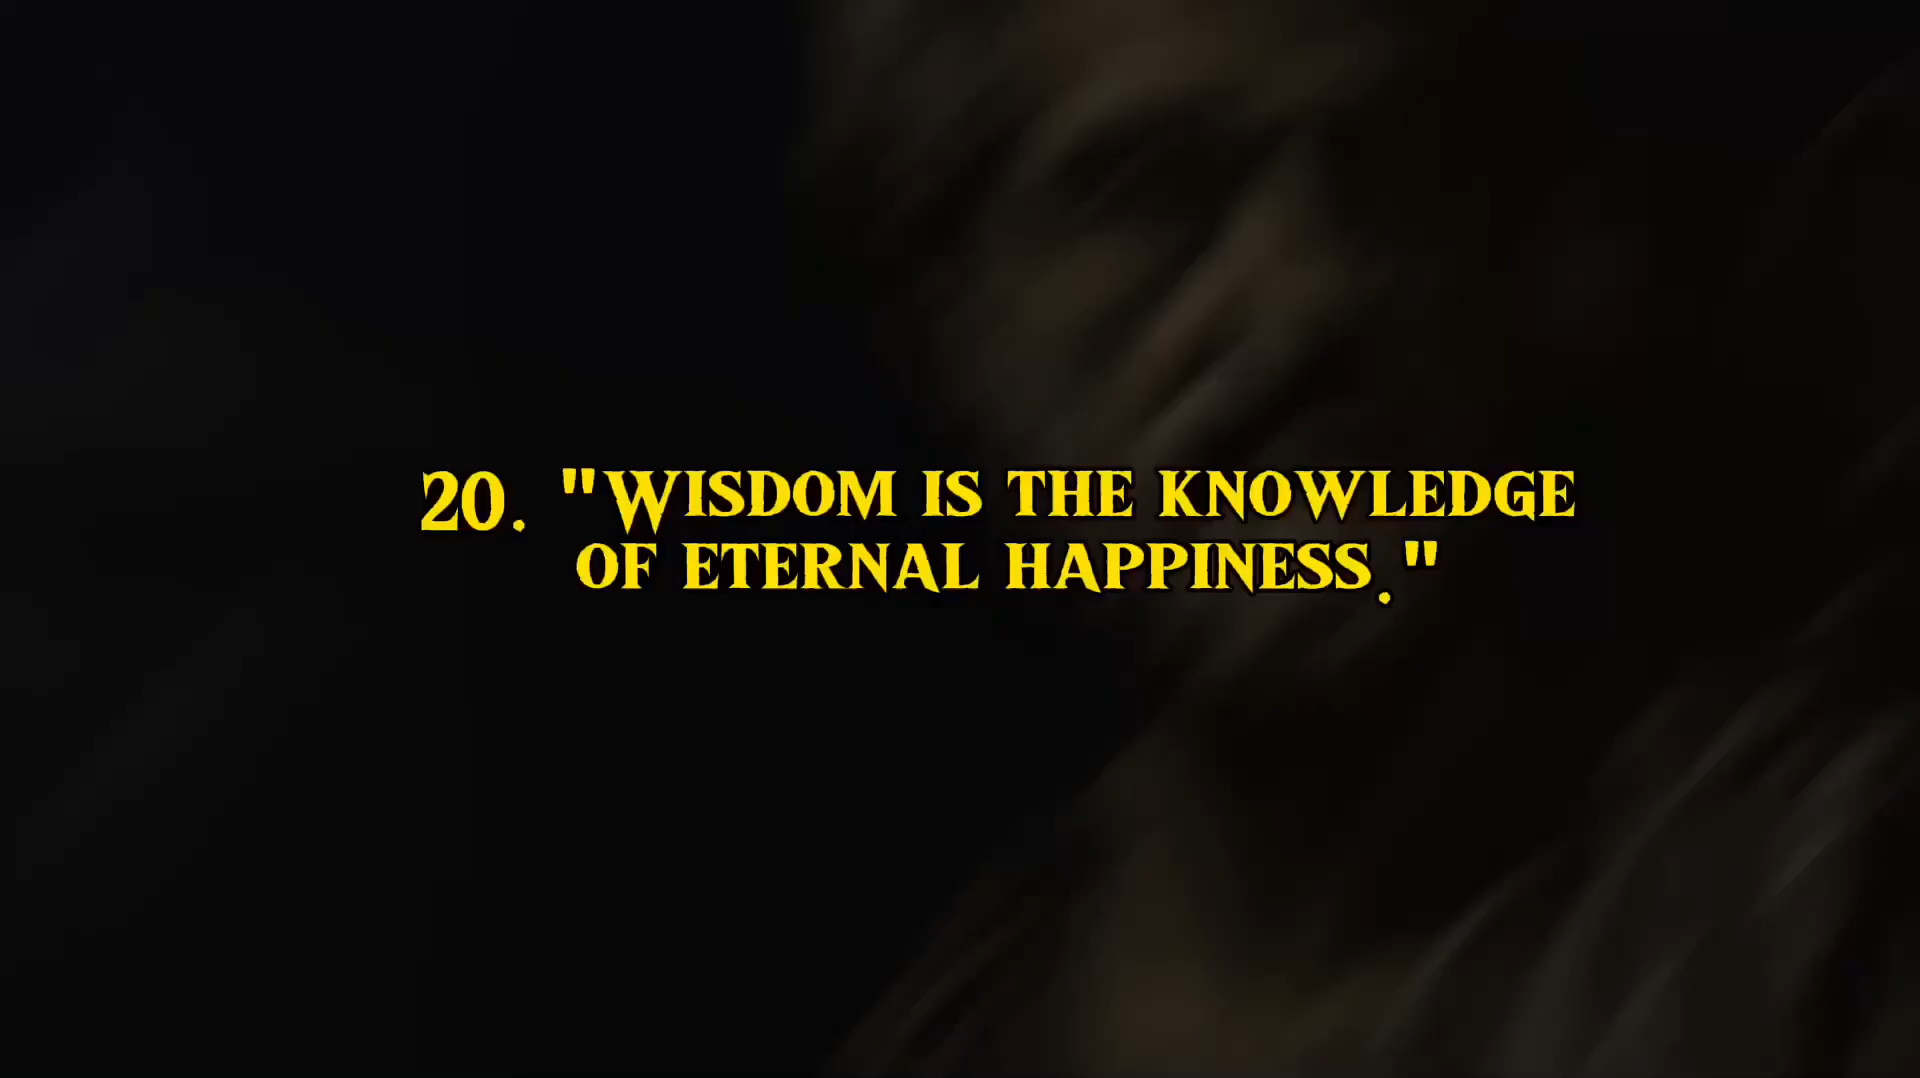 20. "Wisdom is the knowledge
of eternal happiness."